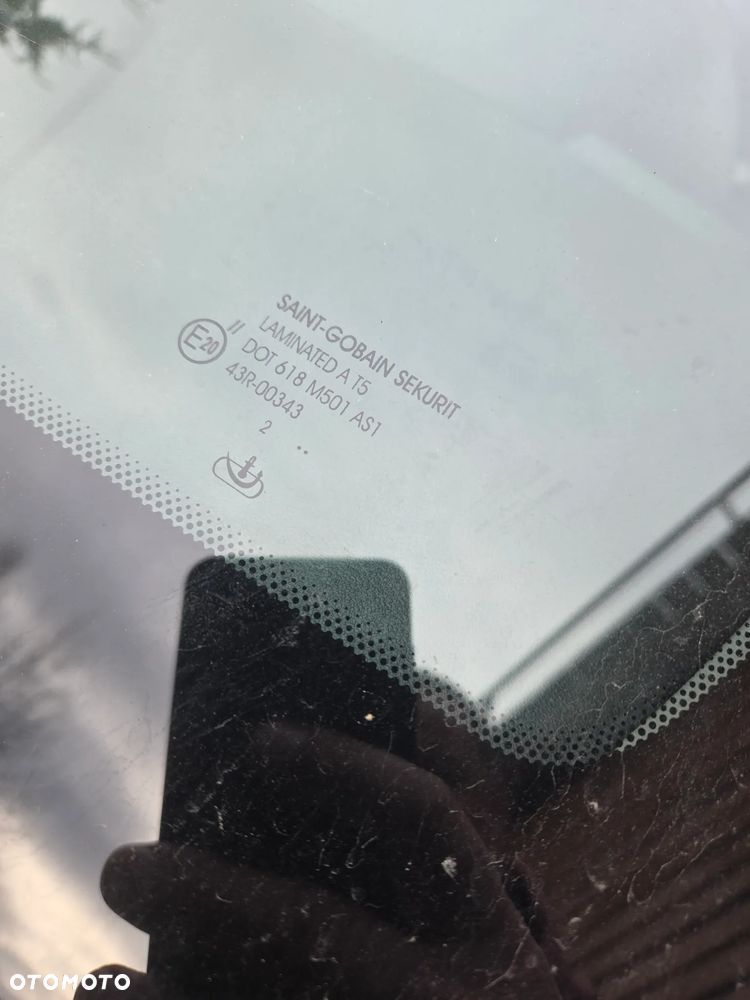 SAINT-GOBAIN SEKURIT
LAMINATED A T5
E20 //
DOT 618 M501 AS1
43R-00343
2
..
OTOMOTO